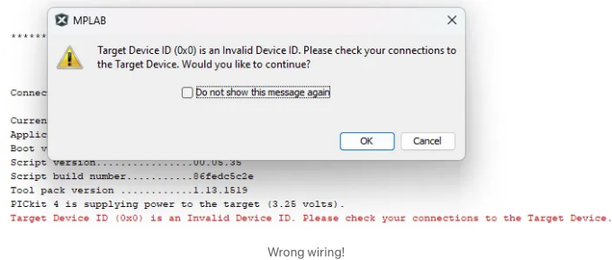 MPLAB
******
Target Device ID (0x0) is an Invalid Device ID. Please check your connections to
the Target Device. Would you like to continue?
Do not show this message again
OK Cancel
Connec
Curren
Applic
Boot v
Script version................00.05.35
Script build number...........86fedc5c2e
Tool pack version ............1.13.1519
PICkit 4 is supplying power to the target (3.25 volts).
Target Device ID (0x0) is an Invalid Device ID. Please check your connections to the Target Device.
Wrong wiring!